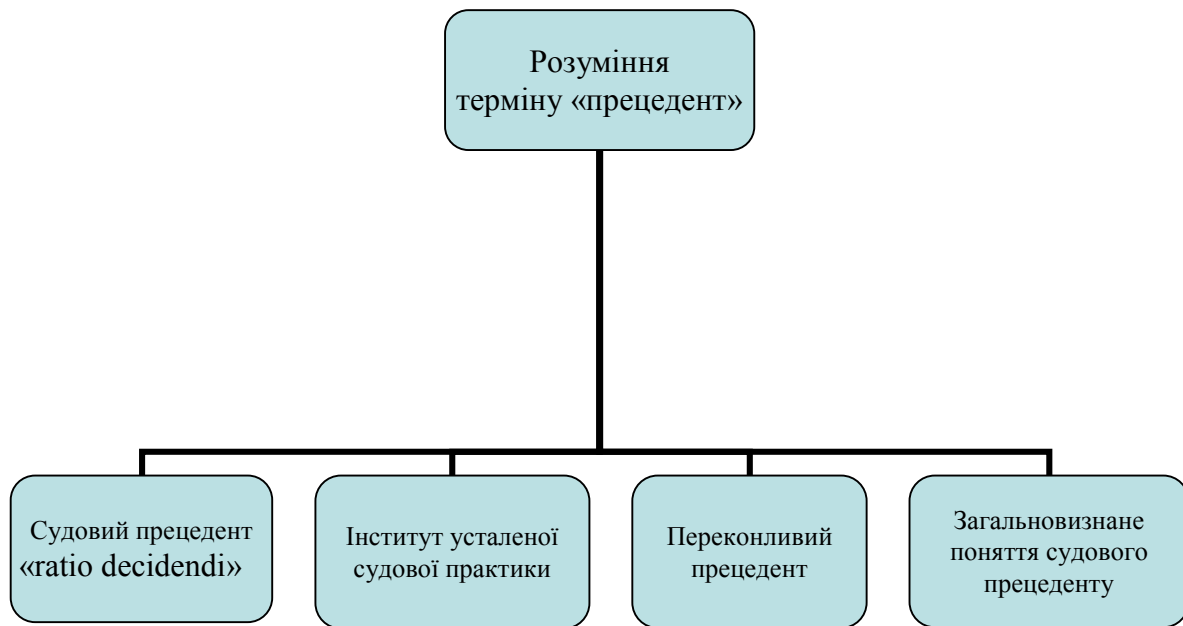 Розуміння
терміну «прецедент»
Судовий прецедент
«ratio decidendi»
Інститут усталеної
судової практики
Переконливий
прецедент
Загальновизнане
поняття судового
прецеденту